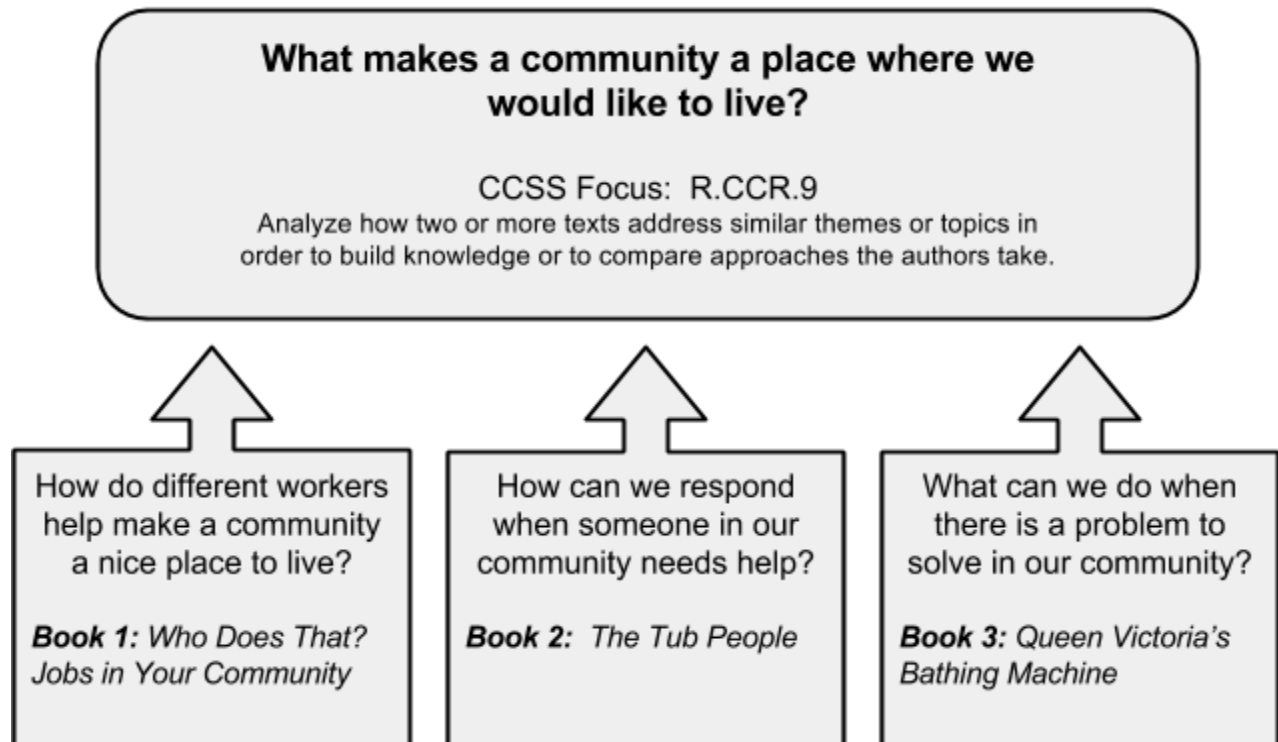 What makes a community a place where we
would like to live?
CCSS Focus:  R.CCR.9
Analyze how two or more texts address similar themes or topics in
order to build knowledge or to compare approaches the authors take.
How do different workers
help make a community
a nice place to live?
Book 1: Who Does That?
Jobs in Your Community
How can we respond
when someone in our
community needs help?
Book 2:  The Tub People
What can we do when
there is a problem to
solve in our community?
Book 3: Queen Victoria's
Bathing Machine